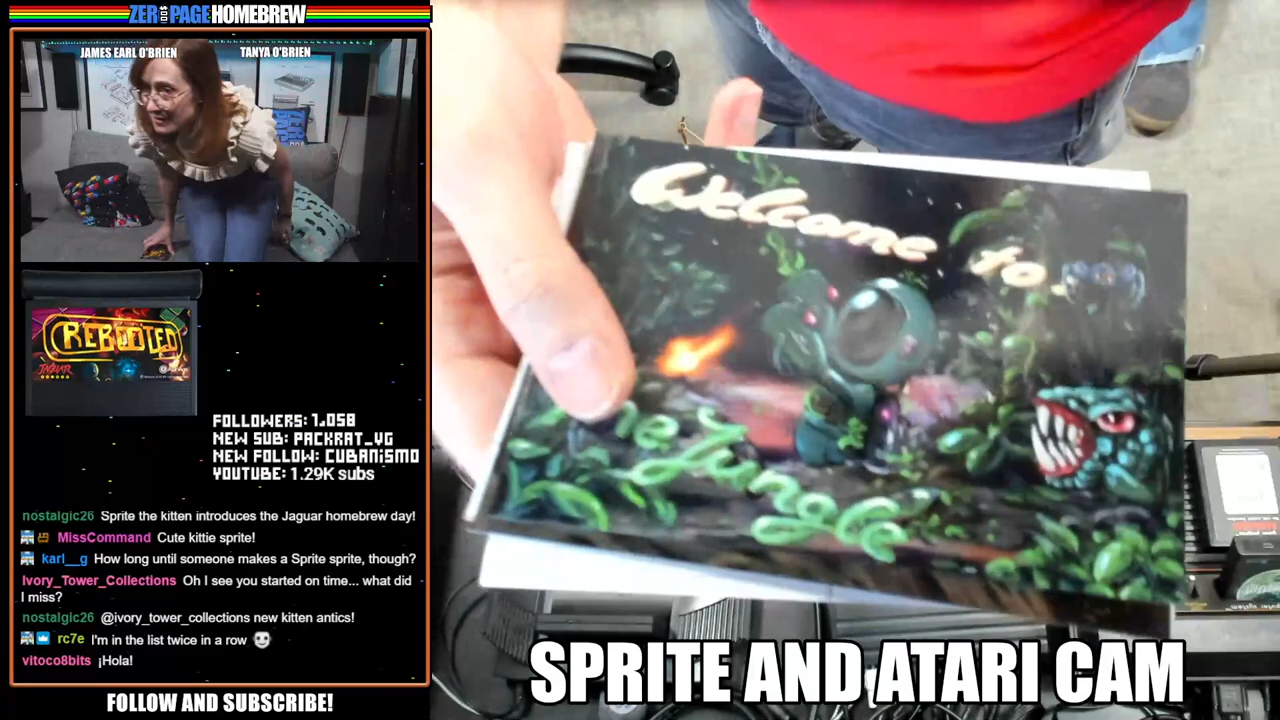 ZEROPAGEHOMEBREW
JAMES EARL O'BRIEN
TANYA O'BRIEN
REBOOTED
JAGUAR
FOLLOWERS: 1,058
NEW SUB: PACKRAT_VG
NEW FOLLOW: CUBANISMO
YOUTUBE: 1.29K subs
nostalgic26 Sprite the kitten introduces the Jaguar homebrew day!
MissCommand Cute kittie sprite!
karl__g How long until someone makes a Sprite sprite, though?
Ivory_Tower_Collections Oh I see you started on time... what did
I miss?
nostalgic26 @ivory_tower_collections new kitten antics!
rc7e I'm in the list twice in a row
vitoco8bits ¡Hola!
FOLLOW AND SUBSCRIBE!
Welcome to..
Jungle
SPRITE AND ATARI CAM